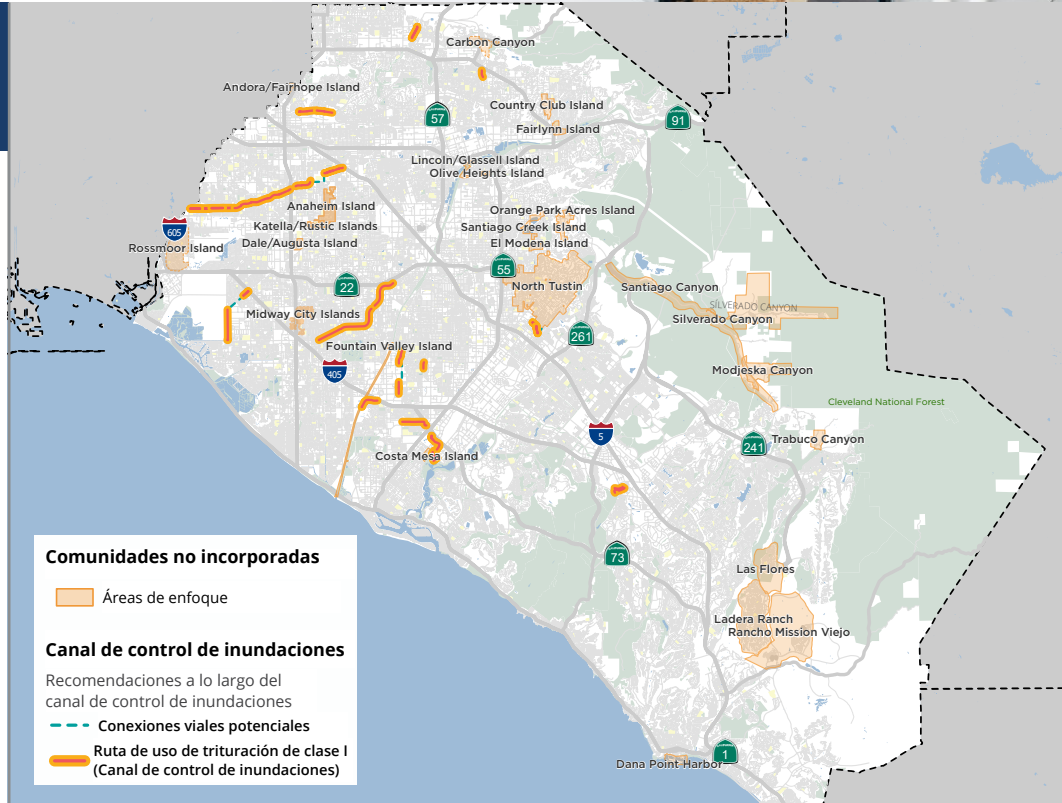 Carbon Canyon
Andora/Fairhope Island
57
Country Club Island
91
Fairlynn Island
Lincoln/Glassell Island
Olive Heights Island
Anaheim Island
Orange Park Acres Island
605
Katella/Rustic Islands
Santiago Creek Island
Rossmoor Island
Dale/Augusta Island
El Modena Island
55
22
North Tustin
Santiago Canyon
SILVERADO CANYON
Midway City Islands
Silverado Canyon
261
Fountain Valley Island
405
Modjeska Canyon
Cleveland National Forest
5
241
Trabuco Canyon
Costa Mesa Island
73
Las Flores
Ladera Ranch
Rancho Mission Viejo
1
Dana Point Harbor
Comunidades no incorporadas
Áreas de enfoque
Canal de control de inundaciones
Recomendaciones a lo largo del
canal de control de inundaciones
Conexiones viales potenciales
Ruta de uso de trituración de clase I
(Canal de control de inundaciones)